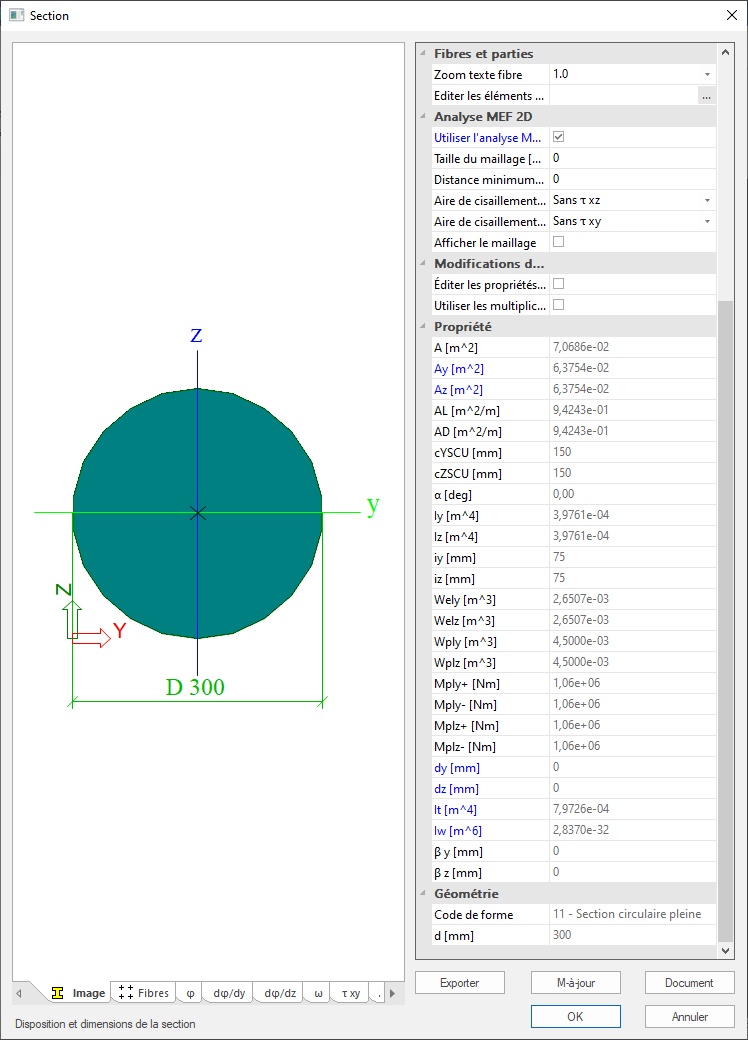 Section
Fibres et parties
Zoom texte fibre 1.0
Editer les éléments ... ...
Analyse MEF 2D
Utiliser l'analyse M...
Taille du maillage [... 0
Distance minimum... 0
Aire de cisaillement... Sans τ xz
Aire de cisaillement... Sans τ xy
Afficher le maillage
Modifications d...
Éditer les propriétés...
Utiliser les multiplic...
Propriété
A [m^2] 7,0686e-02
Ay [m^2] 6,3754e-02
Az [m^2] 6,3754e-02
AL [m^2/m] 9,4243e-01
AD [m^2/m] 9,4243e-01
cYSCU [mm] 150
cZSCU [mm] 150
α [deg] 0,00
Iy [m^4] 3,9761e-04
Iz [m^4] 3,9761e-04
iy [mm] 75
iz [mm] 75
Wely [m^3] 2,6507e-03
Welz [m^3] 2,6507e-03
Wply [m^3] 4,5000e-03
Wplz [m^3] 4,5000e-03
Mply+ [Nm] 1,06e+06
Mply- [Nm] 1,06e+06
Mplz+ [Nm] 1,06e+06
Mplz- [Nm] 1,06e+06
dy [mm] 0
dz [mm] 0
It [m^4] 7,9726e-04
Iw [m^6] 2,8370e-32
β y [mm] 0
β z [mm] 0
Géométrie
Code de forme 11 - Section circulaire pleine
d [mm] 300
z
y
Z
Y
D 300
Image Fibres φ dφ/dy dφ/dz ω τ xy .
Exporter M-à-jour Document
OK Annuler
Disposition et dimensions de la section